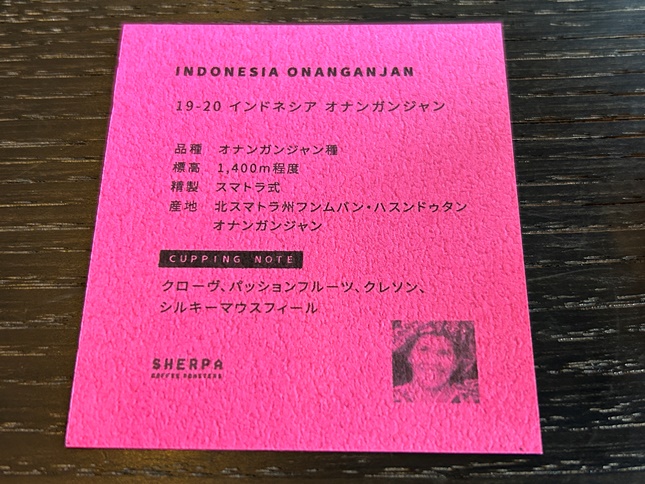 INDONESIA ONANGANJAN
19-20 インドネシア オナンガンジャン
品種 オナンガンジャン種
標高 1,400m程度
精製 スマトラ式
産地 北スマトラ州フンムバン・ハスンドゥタン
オナンガンジャン
CUPPING NOTE
クローヴ、パッションフルーツ、クレソン、
シルキーマウスフィール
SHERPA
COFFEE ROASTERS